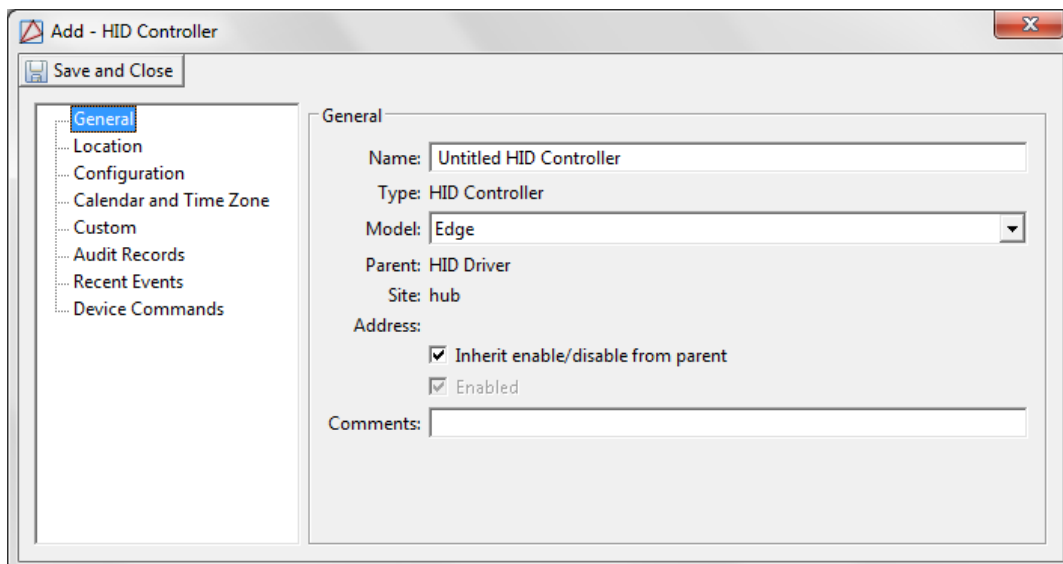 Add - HID Controller
X
Save and Close
General
Location
Configuration
Calendar and Time Zone
Custom
Audit Records
Recent Events
Device Commands
General
Name: Untitled HID Controller
Type: HID Controller
Model: Edge
Parent: HID Driver
Site: hub
Address:
Inherit enable/disable from parent
Enabled
Comments: